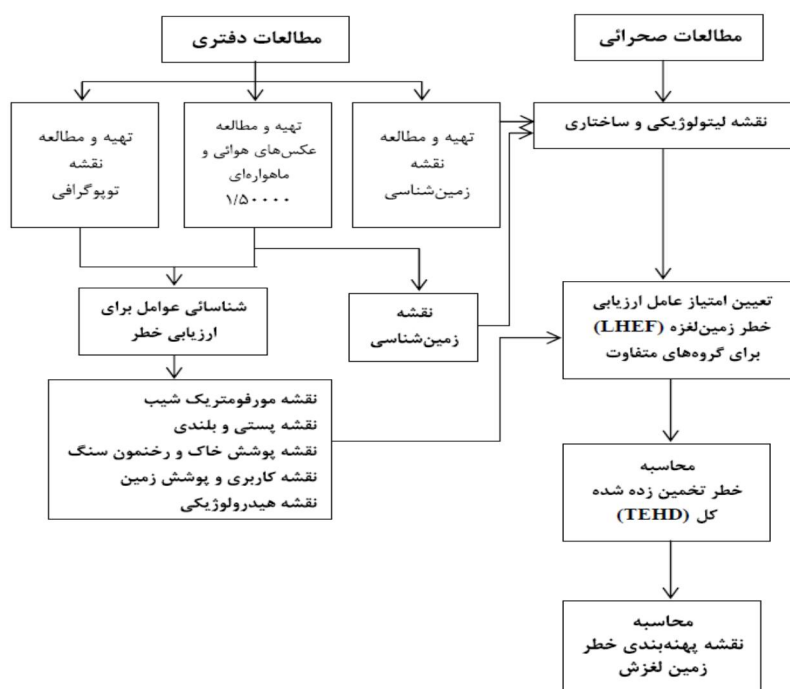 مطالعات صحرائی
مطالعات دفتری
نقشه لیتولوژیکی و ساختاری
تهیه و مطالعه
نقشه
زمین‌شناسی
تهیه و مطالعه
عکس‌های هوائی و
ماهواره‌ای
۱/۵۰۰۰۰
تهیه و مطالعه
نقشه
توپوگرافی
تعیین امتیاز عامل ارزیابی
خطر زمین‌لغزه (LHEF)
برای گروه‌های متفاوت
نقشه
زمین‌شناسی
شناسائی عوامل برای
ارزیابی خطر
نقشه مورفومتریک شیب
نقشه پستی و بلندی
نقشه پوشش خاک و رخنمون سنگ
نقشه کاربری و پوشش زمین
نقشه هیدرولوژیکی
محاسبه
خطر تخمین زده شده
کل (TEHD)
محاسبه
نقشه پهنه‌بندی خطر
زمین لغزش